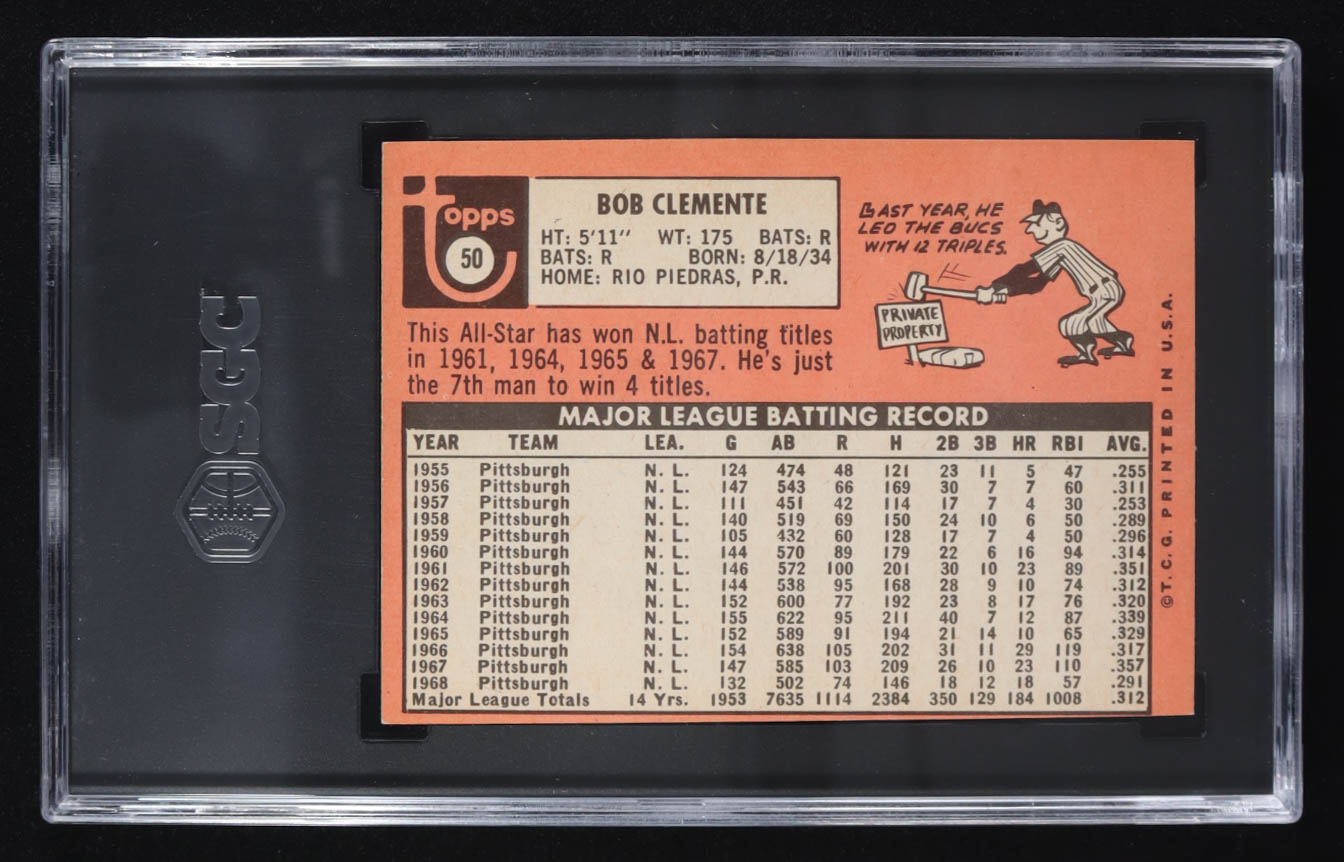 SGC
topps
50
BOB CLEMENTE
HT: 5'11" WT: 175 BATS: R
BATS: R BORN: 8/18/34
HOME: RIO PIEDRAS, P.R.
LAST YEAR, HE
LED THE BUCS
WITH 12 TRIPLES.
PRIVATE
PROPERTY
This All-Star has won N.L. batting titles
in 1961, 1964, 1965 & 1967. He's just
the 7th man to win 4 titles.
MAJOR LEAGUE BATTING RECORD
YEAR TEAM LEA. G AB R H 2B 3B HR RBI AVG.
1955 Pittsburgh N. L. 124 474 48 121 23 11 5 47 .255
1956 Pittsburgh N. L. 147 543 66 169 30 7 7 60 .311
1957 Pittsburgh N. L. 111 451 42 114 17 7 4 30 .253
1958 Pittsburgh N. L. 140 519 69 150 24 10 6 50 .289
1959 Pittsburgh N. L. 105 432 60 128 17 7 4 50 .296
1960 Pittsburgh N. L. 144 570 89 179 22 6 16 94 .314
1961 Pittsburgh N. L. 146 572 100 201 30 10 23 89 .351
1962 Pittsburgh N. L. 144 538 95 168 28 9 10 74 .312
1963 Pittsburgh N. L. 152 600 77 192 23 8 17 76 .320
1964 Pittsburgh N. L. 155 622 95 211 40 7 12 87 .339
1965 Pittsburgh N. L. 152 589 91 194 21 14 10 65 .329
1966 Pittsburgh N. L. 154 638 105 202 31 11 29 119 .317
1967 Pittsburgh N. L. 147 585 103 209 26 10 23 110 .357
1968 Pittsburgh N. L. 132 502 74 146 18 12 18 57 .291
Major League Totals 14 Yrs. 1953 7635 1114 2384 350 129 184 1008 .312
©T. C. G. PRINTED IN U.S.A.